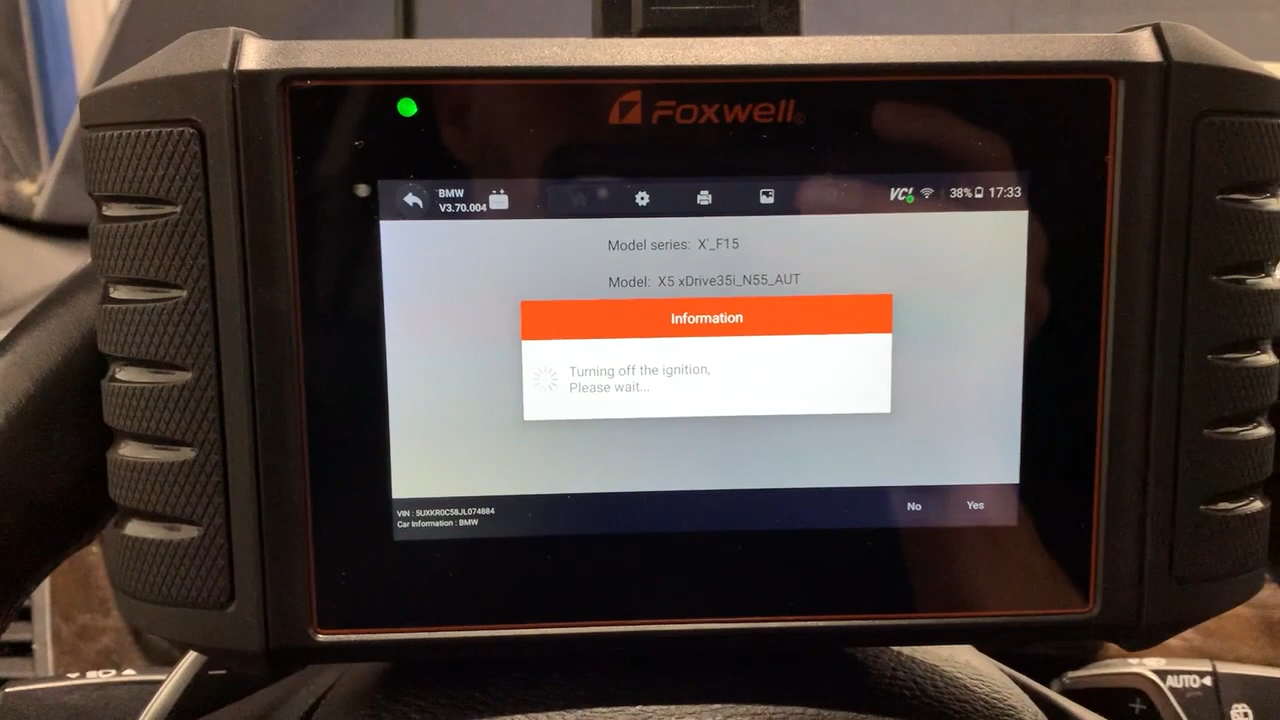 Foxwell
BMW
V3.70.004
VCI
38%
17:33
Model series: X'_F15
Model: X5 xDrive35i_N55_AUT
Information
Turning off the ignition,
Please wait...
VIN : 5UXKR0C58JL074884
Car Information : BMW
No
Yes
AUTO